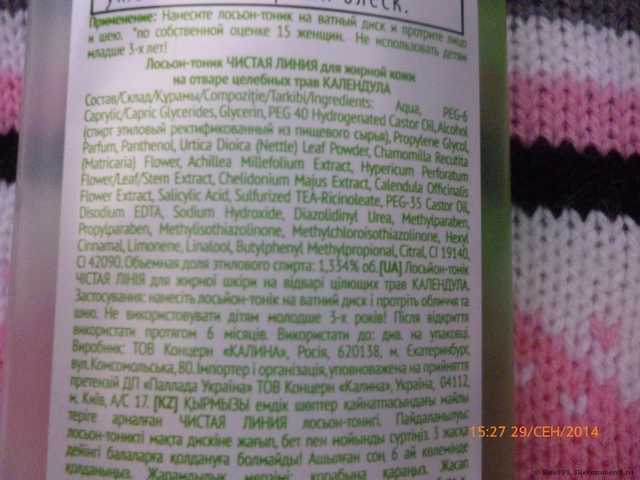 блеск.
Применение: Нанесите лосьон-тоник на ватный диск и протрите лицо
и шею. *по собственной оценке 15 женщин. Не использовать детям
младше 3-х лет!
Лосьон-тоник ЧИСТАЯ ЛИНИЯ для жирной кожи
на отваре целебных трав КАЛЕНДУЛА
Состав/Склад/Құрамы/Compoziţie/Tarkibi/Ingredients: Aqua, PEG-6
Caprylic/Capric Glycerides, Glycerin, PEG 40 Hydrogenated Castor Oil, Alcohol
(спирт этиловый ректификованный из пищевого сырья), Propylene Glycol,
Parfum, Panthenol, Urtica Dioica (Nettle) Leaf Powder, Chamomilla Recutita
(Matricaria) Flower, Achillea Millefolium Extract, Hypericum Perforatum
Flower/Leaf/Stem Extract, Chelidonium Majus Extract, Calendula Officinalis
Flower Extract, Salicylic Acid, Sulfurized TEA-Ricinoleate, PEG-35 Castor Oil,
Disodium EDTA, Sodium Hydroxide, Diazolidinyl Urea, Methylparaben,
Propylparaben, Methylisothiazolinone, Methylchloroisothiazolinone, Hexyl
Cinnamal, Limonene, Linalool, Butylphenyl Methylpropional, Citral, CI 19140,
CI 42090. Объемная доля этилового спирта: 1,334% об. [UA] Лосьйон-тонік
ЧІСТАЯ ЛІНІЯ для жирної шкіри на відварі цілющих трав КАЛЕНДУЛА.
Застосування: нанесіть лосьйон-тонік на ватний диск і протріть обличчя та
шию. Не використовувати дітям молодше 3-х років! Після відкриття
використати протягом 6 місяців. Використати до: див. на упаковці.
Виробник: ТОВ Концерн «КАЛИНА», Росія, 620138, м. Єкатеринбург,
вул. Комсомольська, 80. Імпортер і організація, уповноважена на прийняття
претензій ДП «Паллада Україна» ТОВ Концерн «Калина», Україна, 04112,
м. Київ, А/С 17. [KZ] ҚЫРМЫЗЫ емдік шөптер қайнатпасындағы майлы
теріге арналған ЧИСТАЯ ЛИНИЯ лосьон-тонигі. Пайдаланылуы:
лосьон-тоникті мақта дискіне жағып, бет пен мойынды сүртіңіз. 3 жасқа
дейінгі балаларға қолдануға болмайды! Ашылған соң 6 ай көлемінде
қолданыңыз. Жарамдылық мерзімі: қорабына қараңыз. Жасап
15:27 29/СЕН/2014